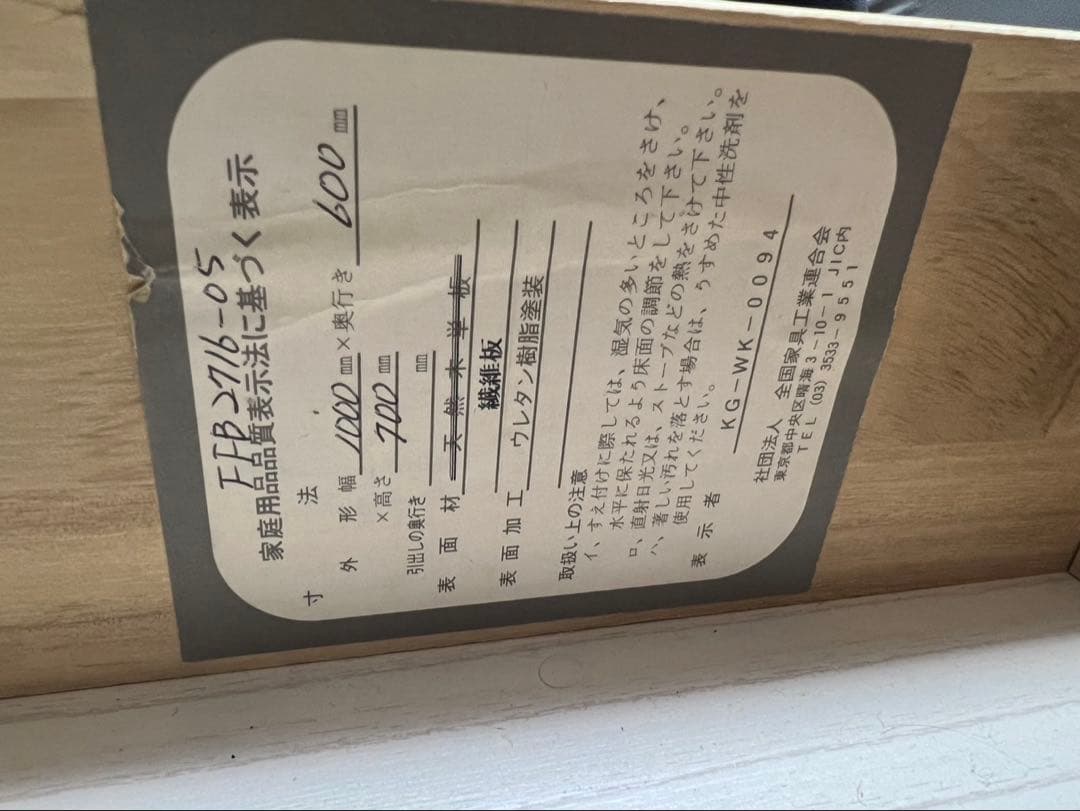 FFB2716-05
家庭用品品質表示法に基づく表示
寸法
外形 幅 1000 mm×奥行き 600 mm
×高さ 700 mm
引出しの奥行き mm
表面材 天然木単板
繊維板
表面加工 ウレタン樹脂塗装
取扱い上の注意
イ、すえ付けに際しては、湿気の多いところをさけ、
水平に保たれるよう床面の調節をして下さい。
ロ、直射日光又は、ストーブなどの熱をさけて下さい。
ハ、著しい汚れを落とす場合は、うすめた中性洗剤を
使用してください。
表示者 KG-WK-0094
社団法人 全国家具工業連合会
東京都中央区晴海3-10-1 JIC内
TEL (03) 3533-9551